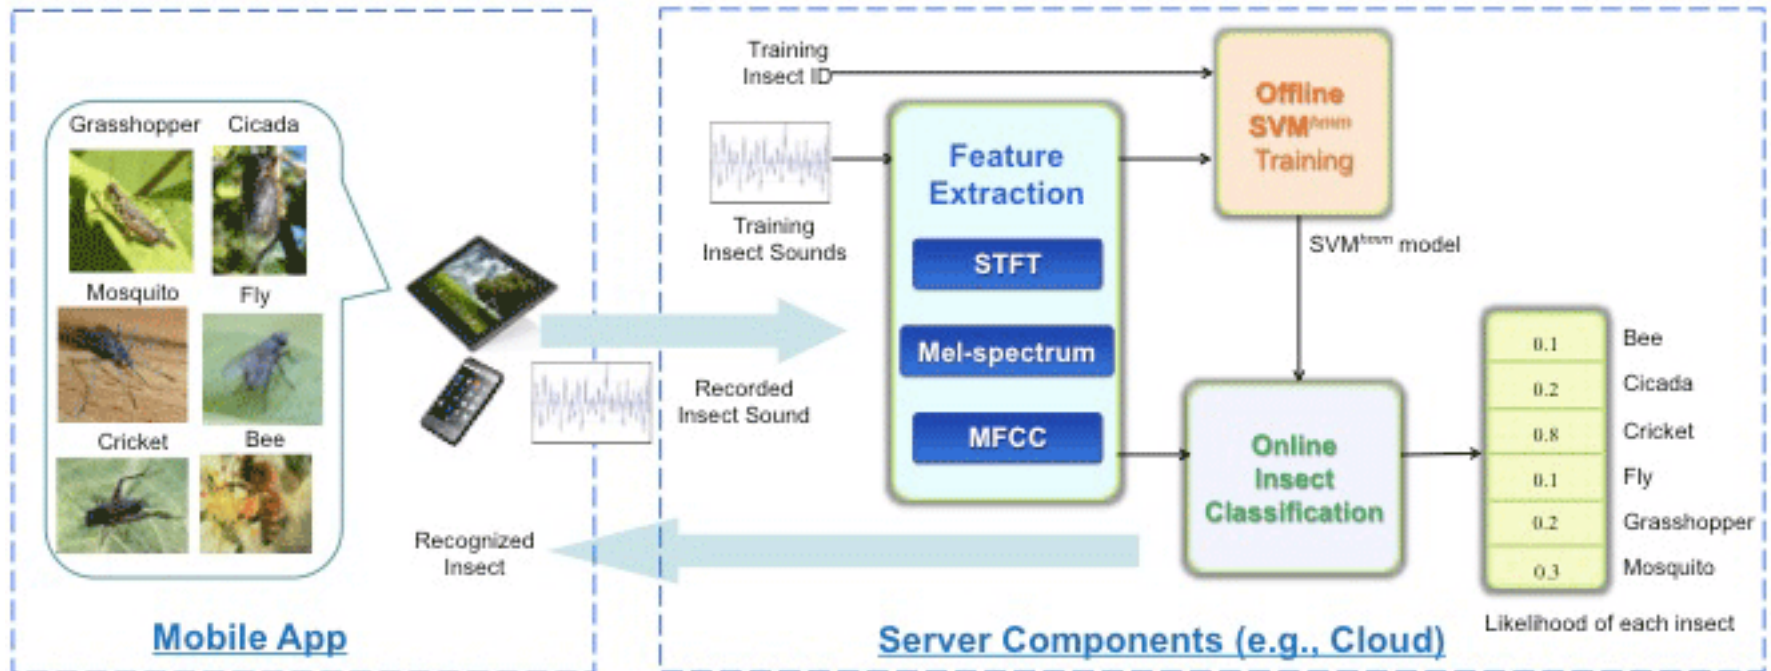 Grasshopper Cicada
Mosquito Fly
Cricket Bee
Recorded
Insect Sound
Recognized
Insect
Mobile App
Training
Insect ID
Training
Insect Sounds
Feature
Extraction
STFT
Mel-spectrum
MFCC
Offline
SVMhmm
Training
SVMhmm model
Online
Insect
Classification
0.1 Bee
0.2 Cicada
0.8 Cricket
0.1 Fly
0.2 Grasshopper
0.3 Mosquito
Likelihood of each insect
Server Components (e.g., Cloud)